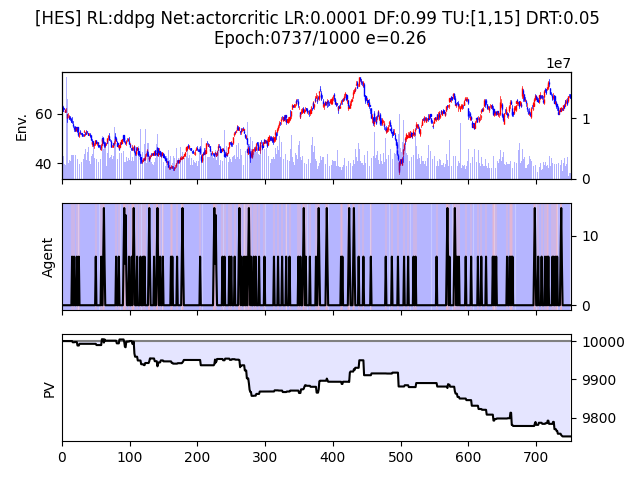 [HES] RL:ddpg Net:actorcritic LR:0.0001 DF:0.99 TU:[1,15] DRT:0.05
Epoch:0737/1000 e=0.26
1e7
Env.
60
40
1
0
Agent
10
0
PV
10000
9900
9800
0 100 200 300 400 500 600 700